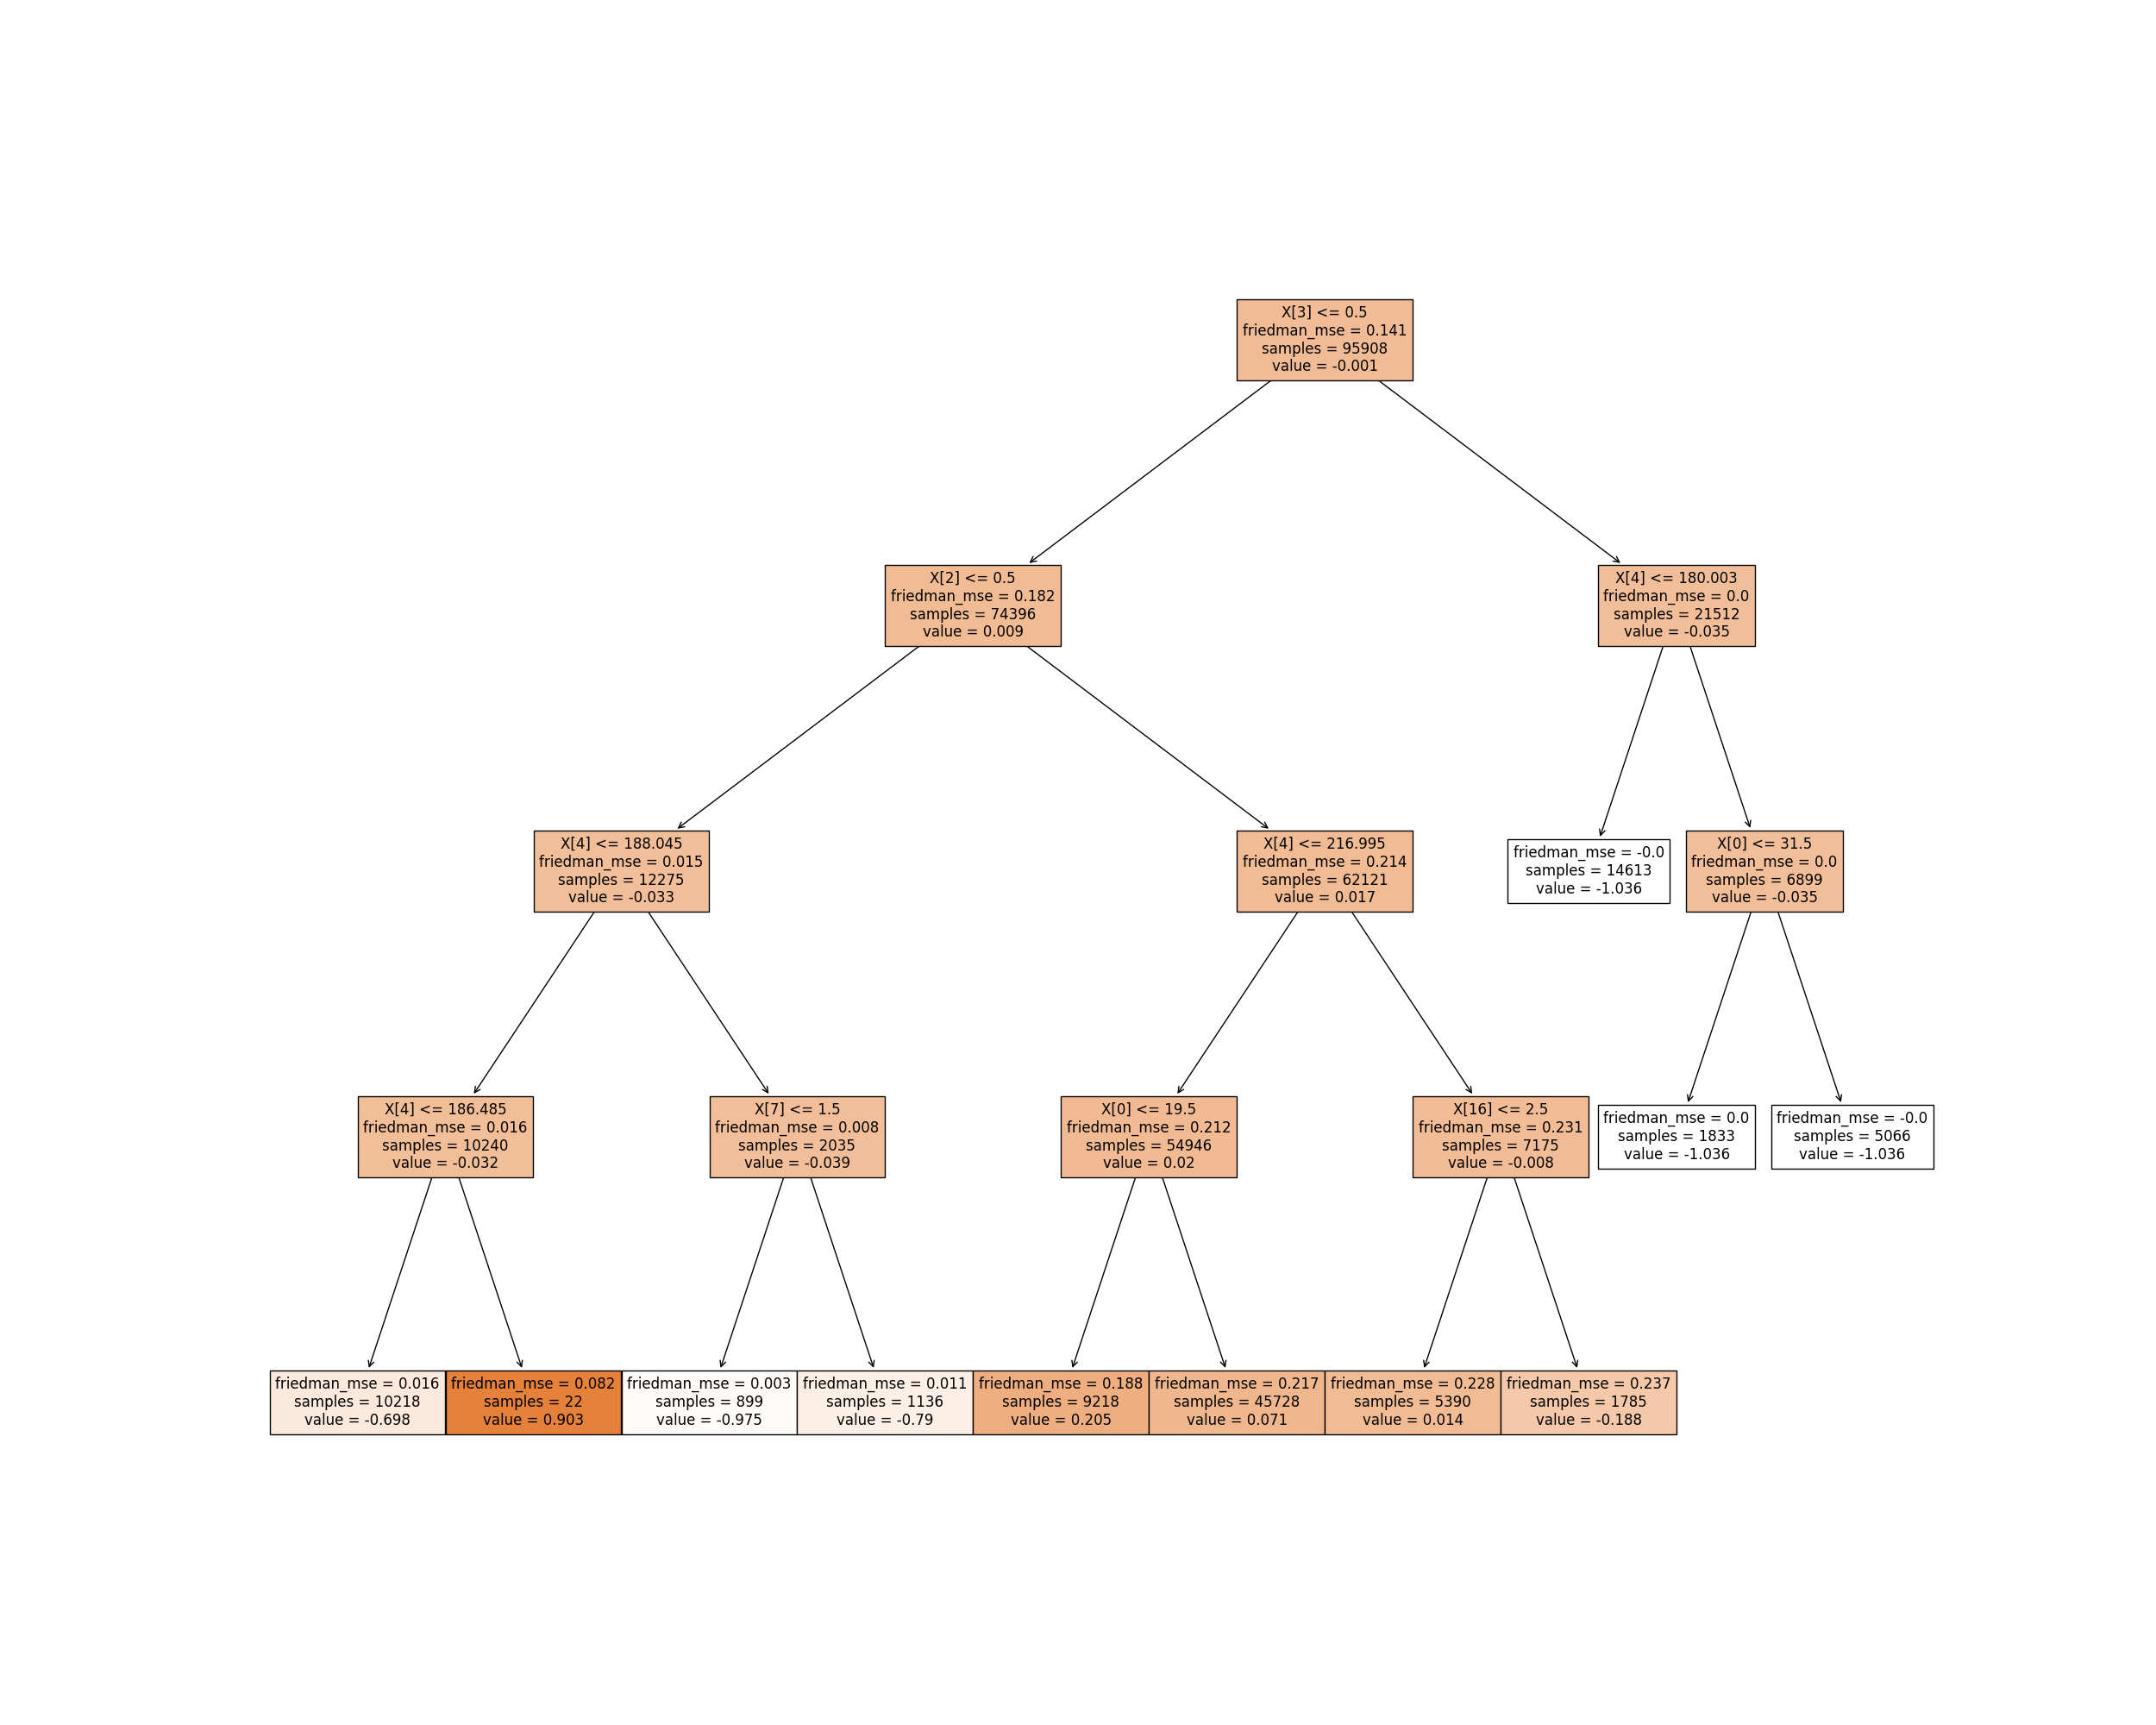 X[3] <= 0.5
friedman_mse = 0.141
samples = 95908
value = -0.001
X[2] <= 0.5
friedman_mse = 0.182
samples = 74396
value = 0.009
X[4] <= 180.003
friedman_mse = 0.0
samples = 21512
value = -0.035
X[4] <= 188.045
friedman_mse = 0.015
samples = 12275
value = -0.033
X[4] <= 216.995
friedman_mse = 0.214
samples = 62121
value = 0.017
friedman_mse = -0.0
samples = 14613
value = -1.036
X[0] <= 31.5
friedman_mse = 0.0
samples = 6899
value = -0.035
X[4] <= 186.485
friedman_mse = 0.016
samples = 10240
value = -0.032
X[7] <= 1.5
friedman_mse = 0.008
samples = 2035
value = -0.039
X[0] <= 19.5
friedman_mse = 0.212
samples = 54946
value = 0.02
X[16] <= 2.5
friedman_mse = 0.231
samples = 7175
value = -0.008
friedman_mse = 0.0
samples = 1833
value = -1.036
friedman_mse = -0.0
samples = 5066
value = -1.036
friedman_mse = 0.016
samples = 10218
value = -0.698
friedman_mse = 0.082
samples = 22
value = 0.903
friedman_mse = 0.003
samples = 899
value = -0.975
friedman_mse = 0.011
samples = 1136
value = -0.79
friedman_mse = 0.188
samples = 9218
value = 0.205
friedman_mse = 0.217
samples = 45728
value = 0.071
friedman_mse = 0.228
samples = 5390
value = 0.014
friedman_mse = 0.237
samples = 1785
value = -0.188